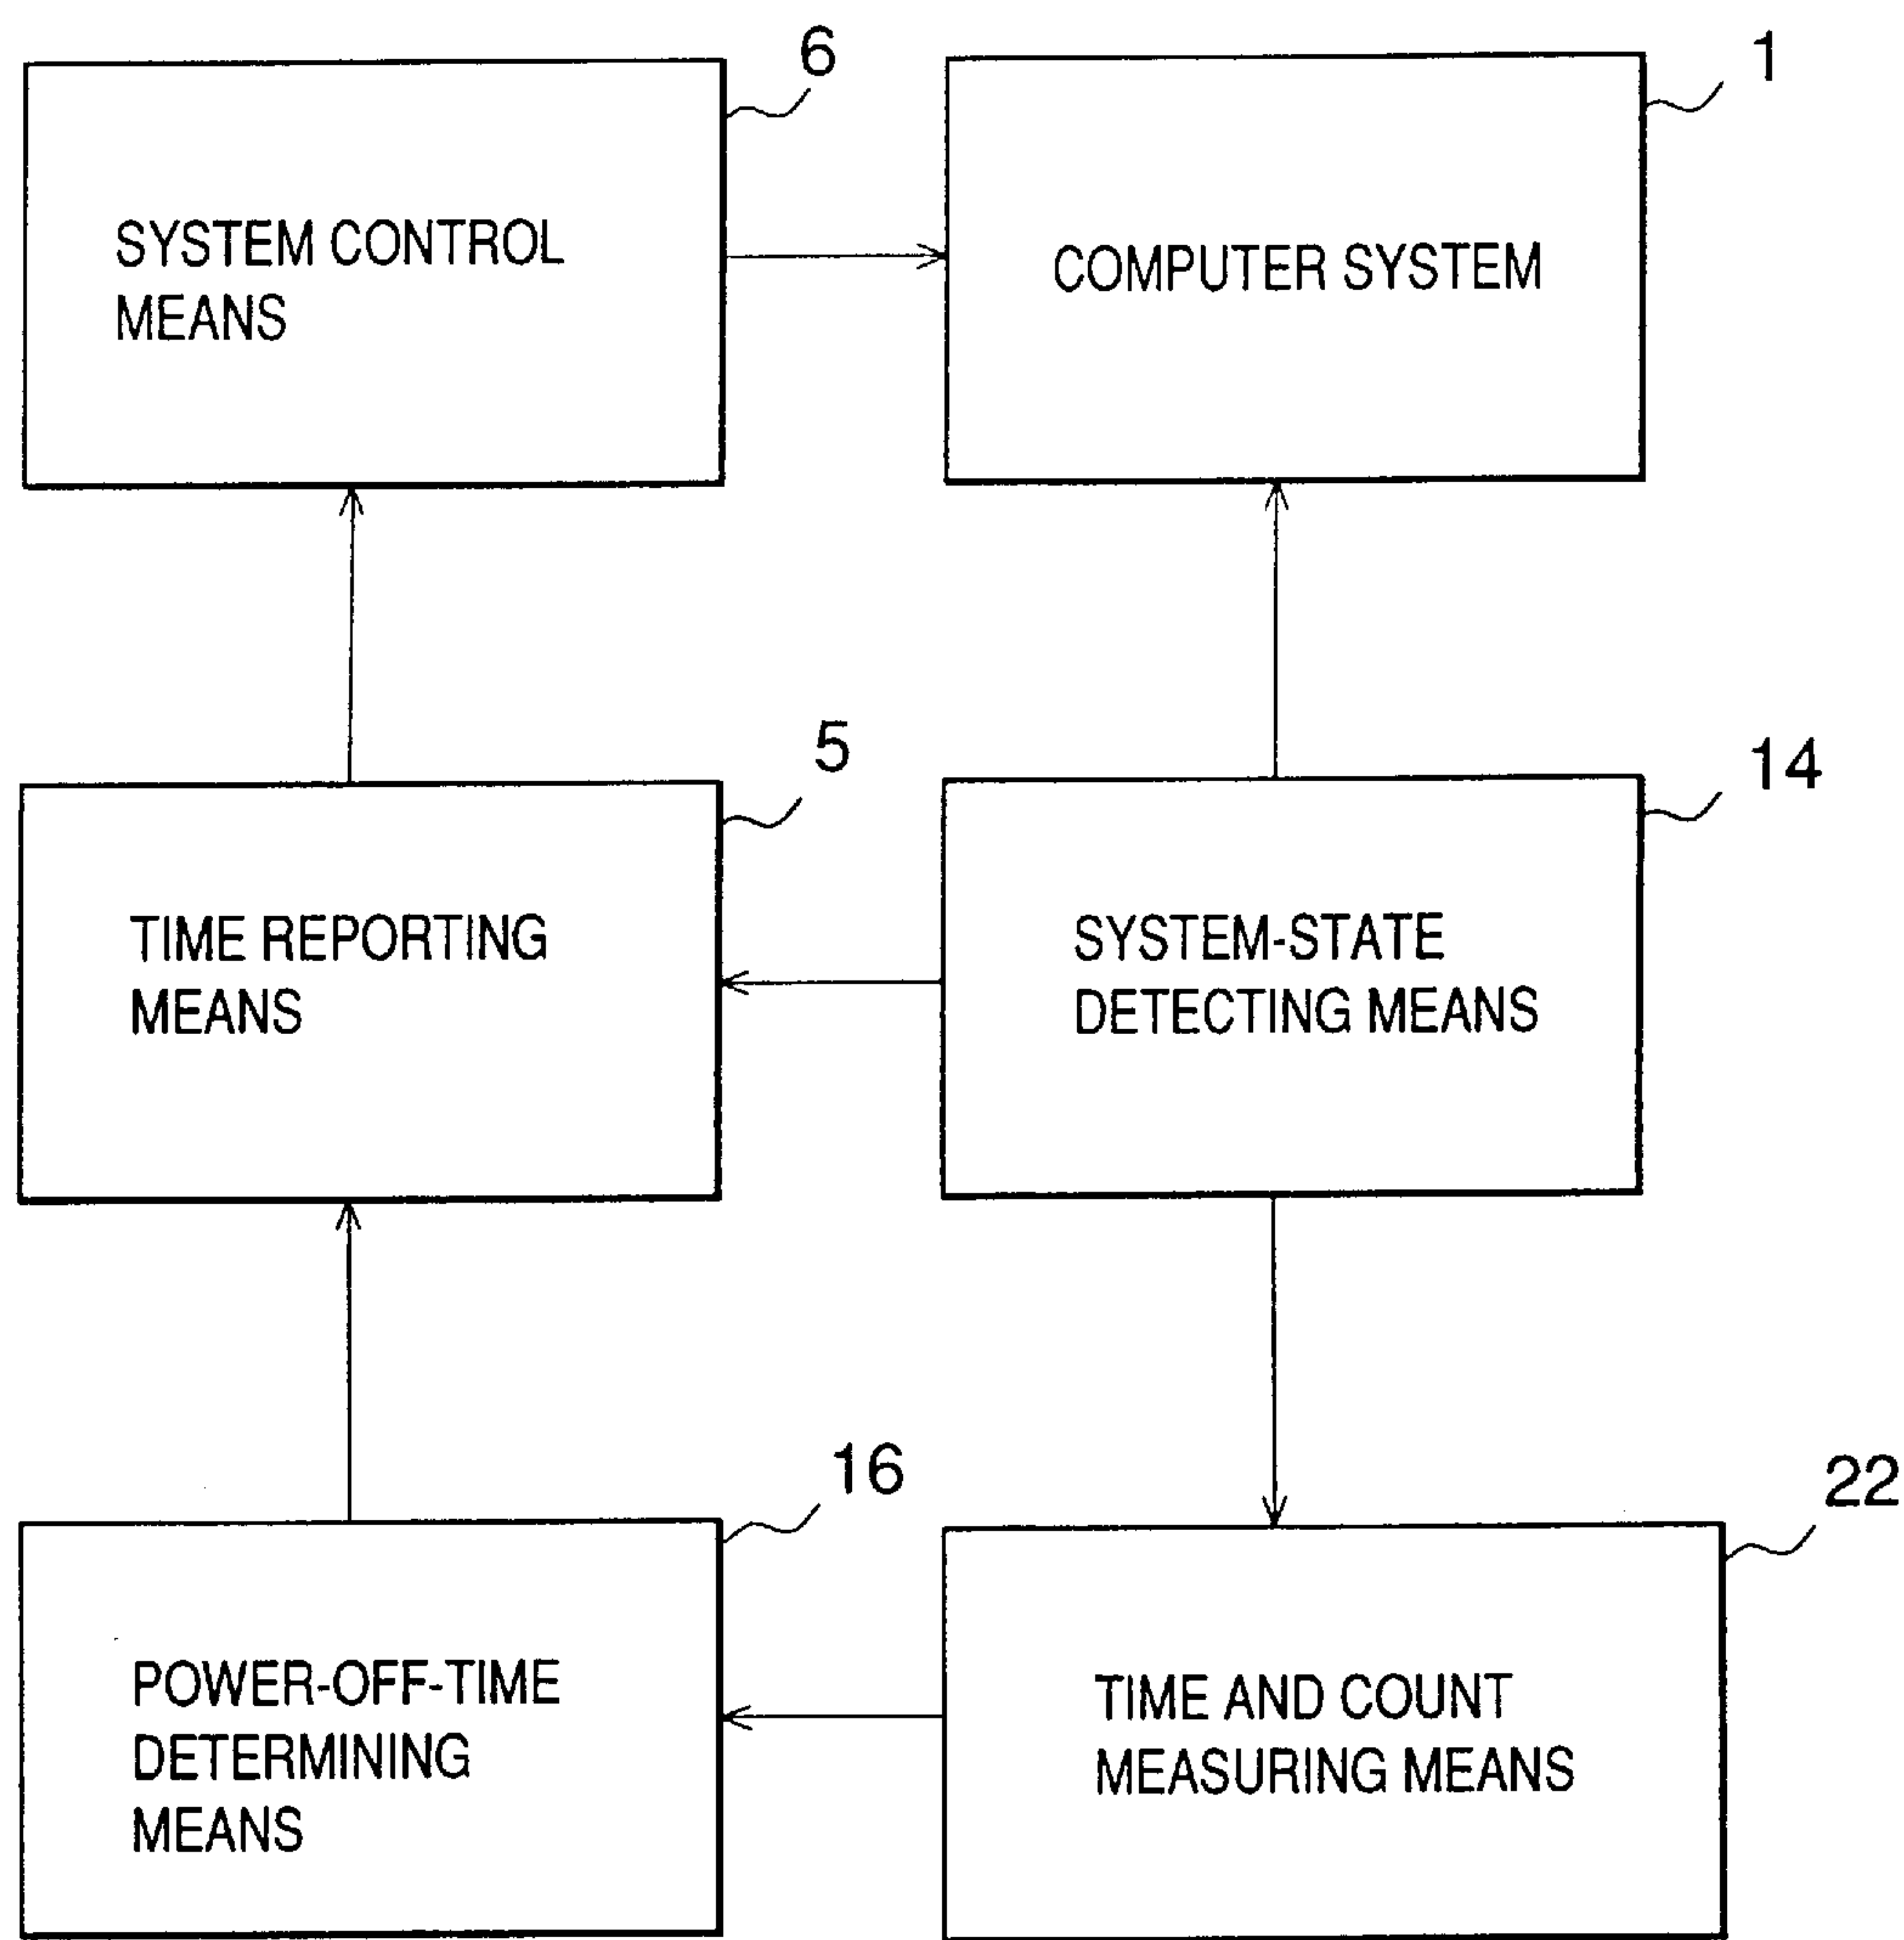 6
1
SYSTEM CONTROL
MEANS
COMPUTER SYSTEM
5
14
TIME REPORTING
MEANS
SYSTEM-STATE
DETECTING MEANS
16
22
POWER-OFF-TIME
DETERMINING
MEANS
TIME AND COUNT
MEASURING MEANS